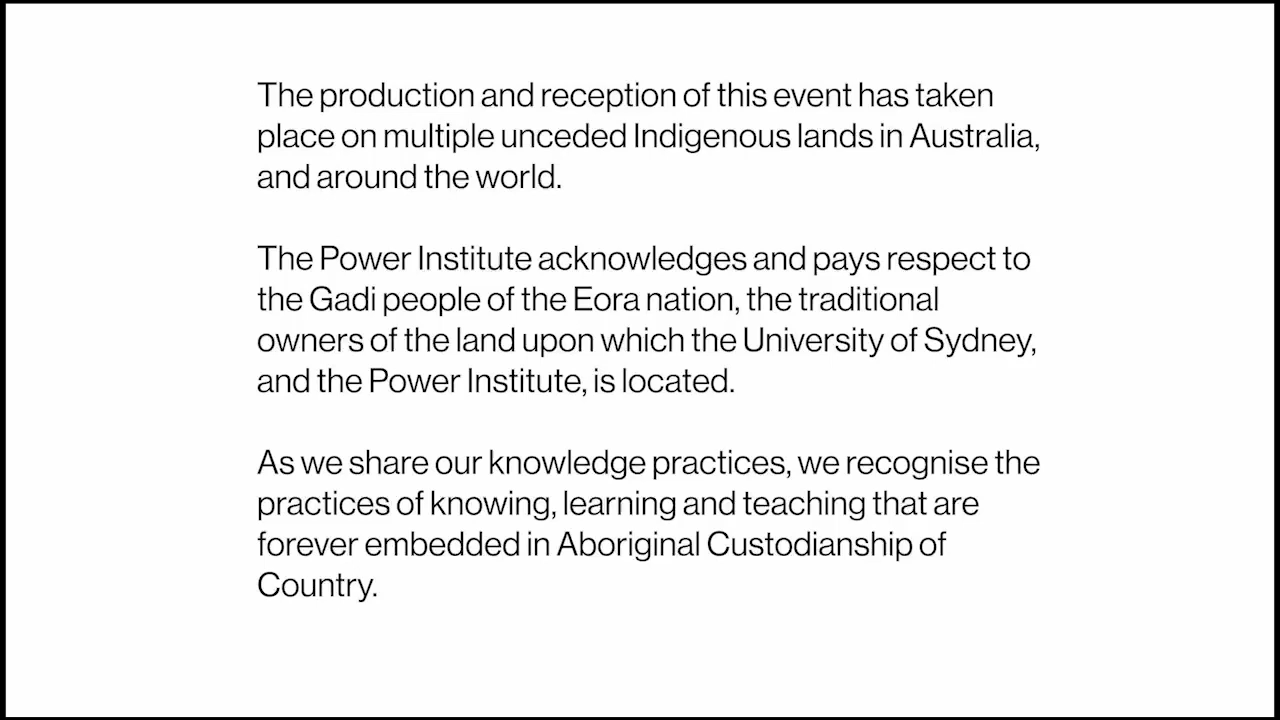 The production and reception of this event has taken
place on multiple unceded Indigenous lands in Australia,
and around the world.
The Power Institute acknowledges and pays respect to
the Gadi people of the Eora nation, the traditional
owners of the land upon which the University of Sydney,
and the Power Institute, is located.
As we share our knowledge practices, we recognise the
practices of knowing, learning and teaching that are
forever embedded in Aboriginal Custodianship of
Country.